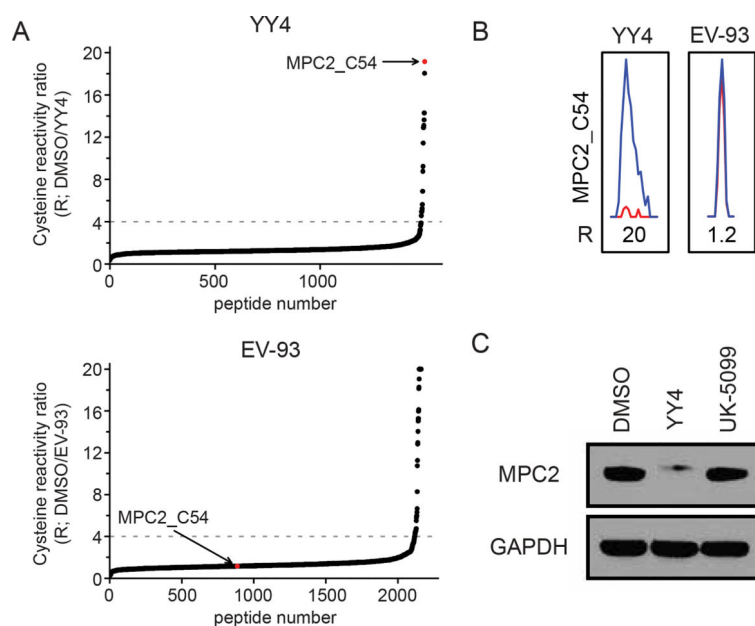 A
YY4
Cysteine reactivity ratio
(R; DMSO/YY4)
20
16
12
8
4
0
MPC2_C54
0
500
1000
peptide number
EV-93
Cysteine reactivity ratio
(R; DMSO/EV-93)
20
16
12
8
4
0
MPC2_C54
0
500
1000
1500
2000
peptide number
B
YY4
EV-93
MPC2_C54
R
20
1.2
C
DMSO
YY4
UK-5099
MPC2
GAPDH